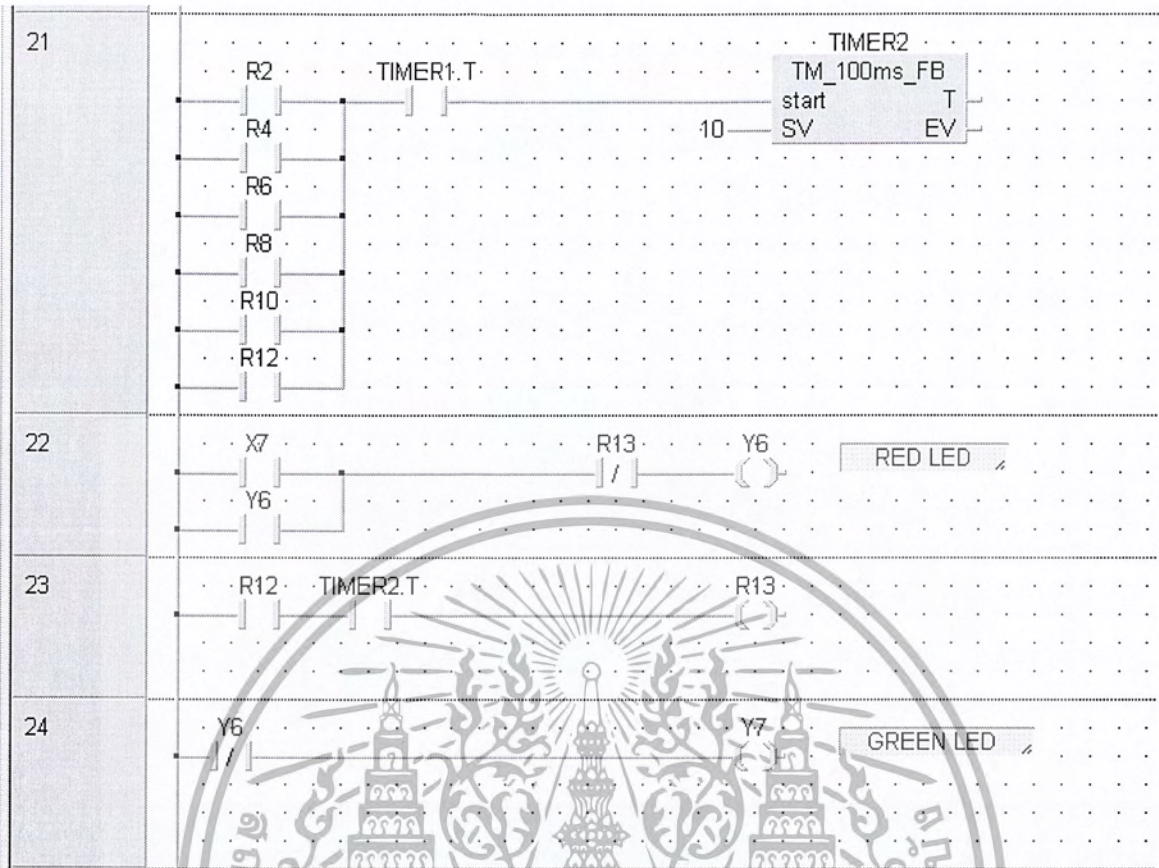 21
TIMER2
R2 TIMER1.T TM_100ms_FB
start T
R4 10 SV EV
R6
R8
R10
R12
22
X7 R13 Y6 RED LED
/
Y6
23
R12 TIMER2.T R13
24
Y6 Y7 GREEN LED
/